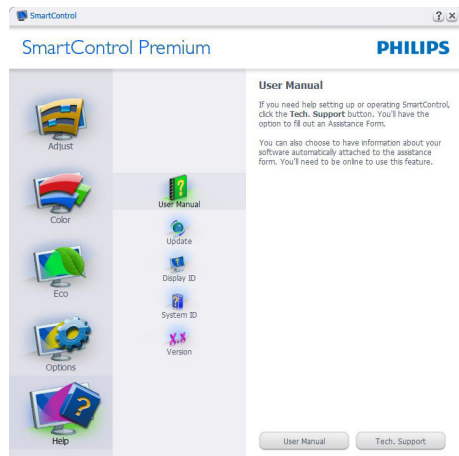 SmartControl
? ×
SmartControl Premium
PHILIPS
Adjust
Color
Eco
Options
Help
User Manual
Update
Display ID
System ID
X.X
Version
User Manual
If you need help setting up or operating SmartControl,
click the Tech. Support button. You'll have the
option to fill out an Assistance Form.
You can also choose to have information about your
software automatically attached to the assistance
form. You'll need to be online to use this feature.
User Manual
Tech. Support